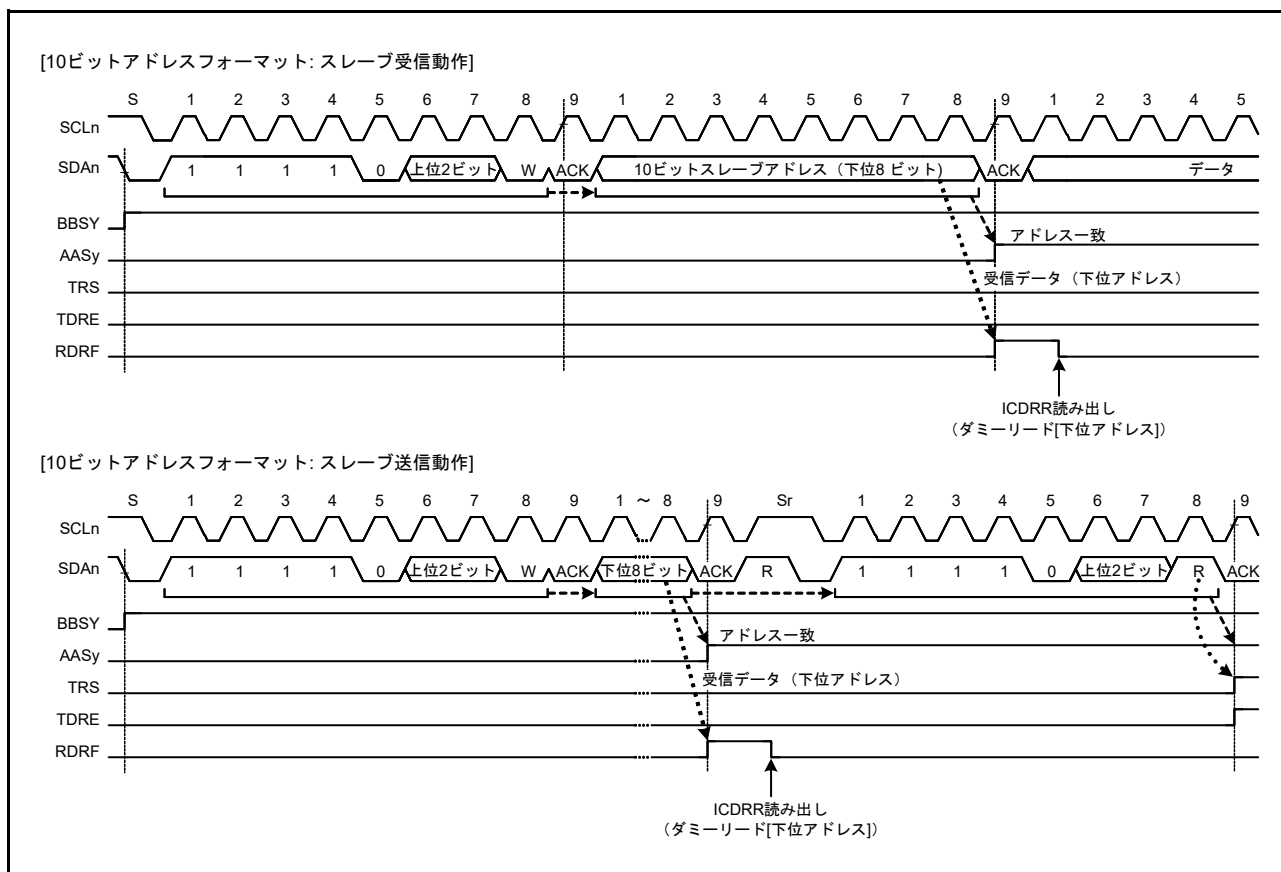 [10ビットアドレスフォーマット: スレーブ受信動作]
S 1 2 3 4 5 6 7 8 9 1 2 3 4 5 6 7 8 9 1 2 3 4 5
SCLn
SDAn 1 1 1 1 0 上位2ビット W ACK 10ビットスレーブアドレス（下位8 ビット) ACK データ
BBSY
アドレス一致
AASy
受信データ（下位アドレス）
TRS
TDRE
RDRF
ICDRR読み出し
（ダミーリード[下位アドレス]）
[10ビットアドレスフォーマット: スレーブ送信動作]
S 1 2 3 4 5 6 7 8 9 1 ～ 8 9 Sr 1 2 3 4 5 6 7 8 9
SCLn
SDAn 1 1 1 1 0 上位2ビット W ACK 下位8ビット ACK R 1 1 1 1 0 上位2ビット R ACK
BBSY
アドレス一致
AASy
受信データ（下位アドレス）
TRS
TDRE
RDRF
ICDRR読み出し
（ダミーリード[下位アドレス]）